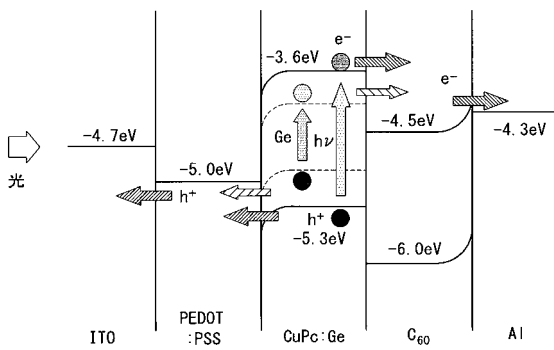 e⁻
-3.6eV
e⁻
Ge
hν
-4.7eV
-4.5eV
-4.3eV
光
-5.0eV
h⁺
h⁺
-5.3eV
-6.0eV
PEDOT
:PSS
ITO
CuPc:Ge
C₆₀
Al